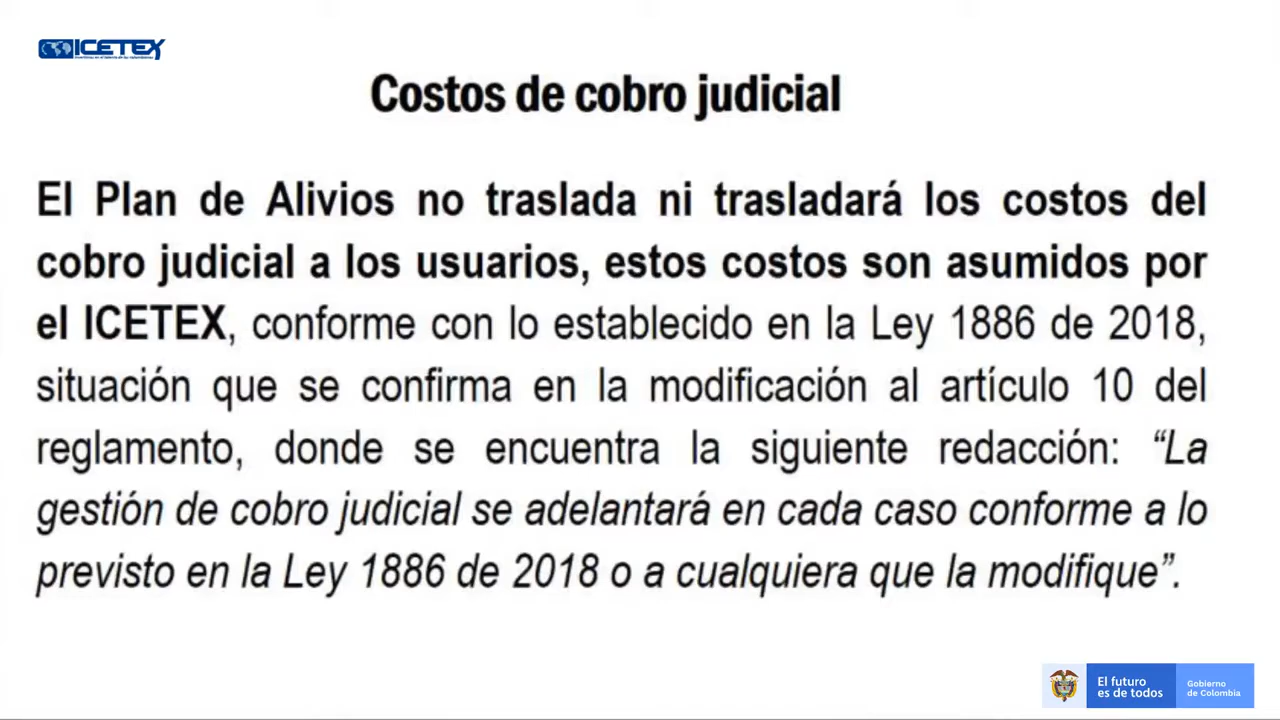 ICETEX
Costos de cobro judicial
El Plan de Alivios no traslada ni trasladará los costos del
cobro judicial a los usuarios, estos costos son asumidos por
el ICETEX, conforme con lo establecido en la Ley 1886 de 2018,
situación que se confirma en la modificación al artículo 10 del
reglamento, donde se encuentra la siguiente redacción: “La
gestión de cobro judicial se adelantará en cada caso conforme a lo
previsto en la Ley 1886 de 2018 o a cualquiera que la modifique”.
El futuro
es de todos
Gobierno
de Colombia